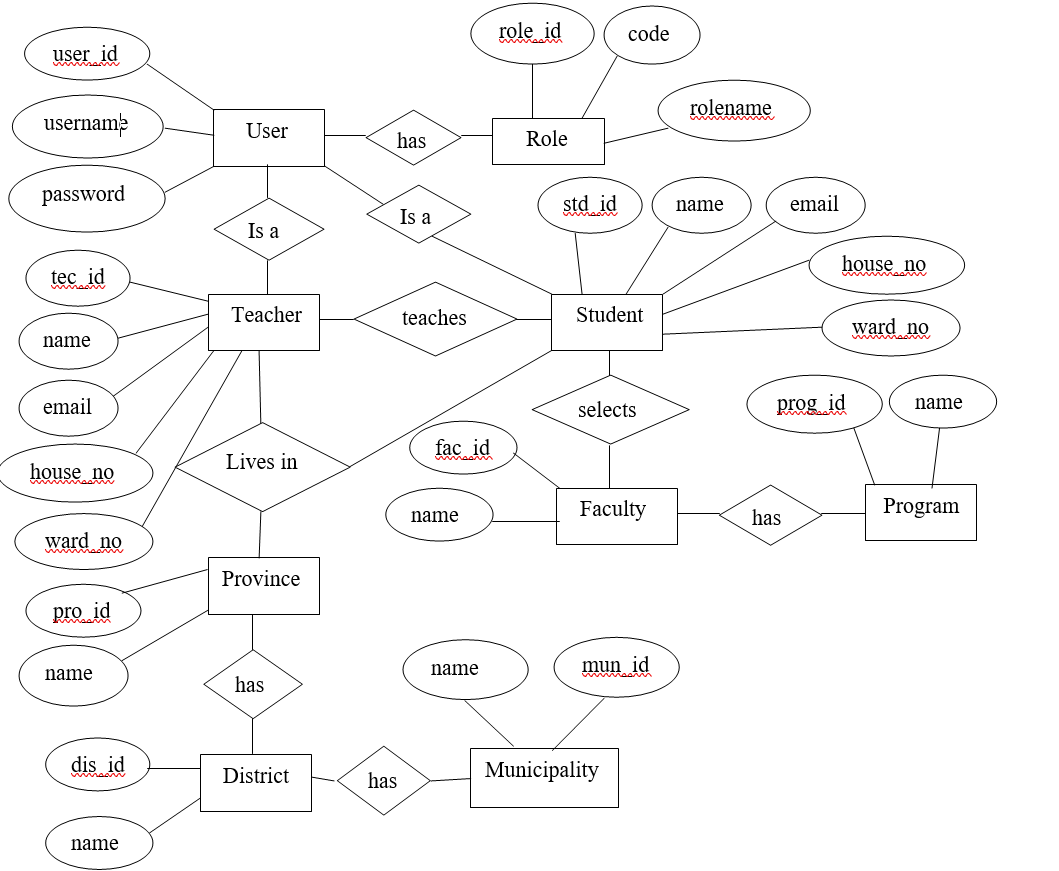 role_id
code
user_id
rolename
username
User
has
Role
password
Is a
Is a
std_id
name
email
house_no
tec_id
Teacher
teaches
Student
ward_no
name
email
selects
prog_id
name
Lives in
fac_id
house_no
name
Faculty
has
Program
ward_no
Province
pro_id
name
has
name
mun_id
dis_id
District
has
Municipality
name